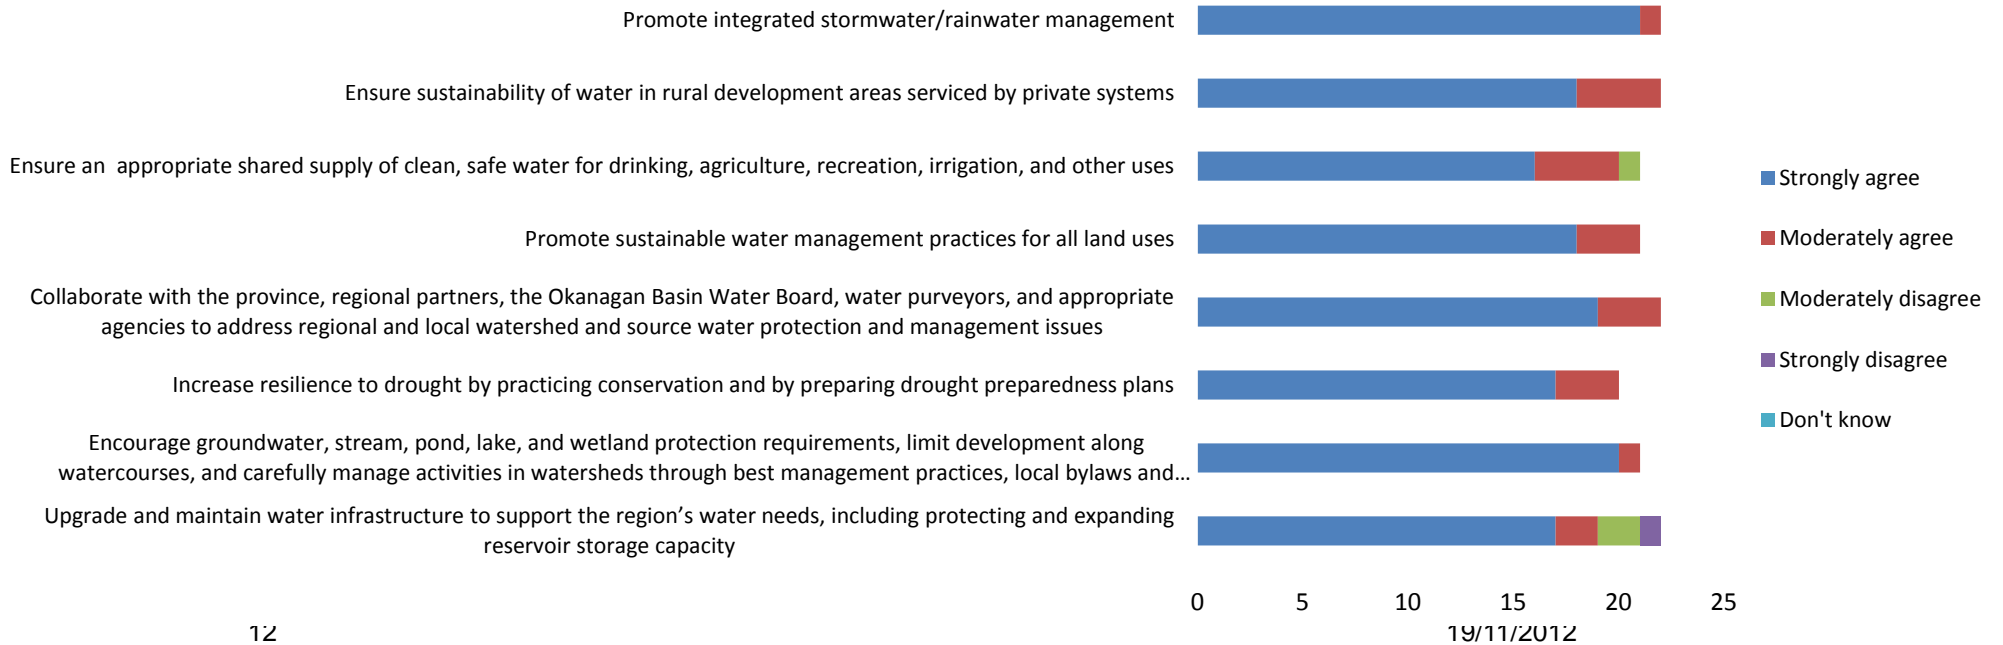 Promote integrated stormwater/rainwater management
Ensure sustainability of water in rural development areas serviced by private systems
Ensure an appropriate shared supply of clean, safe water for drinking, agriculture, recreation, irrigation, and other uses
Promote sustainable water management practices for all land uses
Collaborate with the province, regional partners, the Okanagan Basin Water Board, water purveyors, and appropriate
agencies to address regional and local watershed and source water protection and management issues
Increase resilience to drought by practicing conservation and by preparing drought preparedness plans
Encourage groundwater, stream, pond, lake, and wetland protection requirements, limit development along
watercourses, and carefully manage activities in watersheds through best management practices, local bylaws and…
Upgrade and maintain water infrastructure to support the region’s water needs, including protecting and expanding
reservoir storage capacity
Strongly agree
Moderately agree
Moderately disagree
Strongly disagree
Don't know
0 5 10 15 20 25
12 19/11/2012